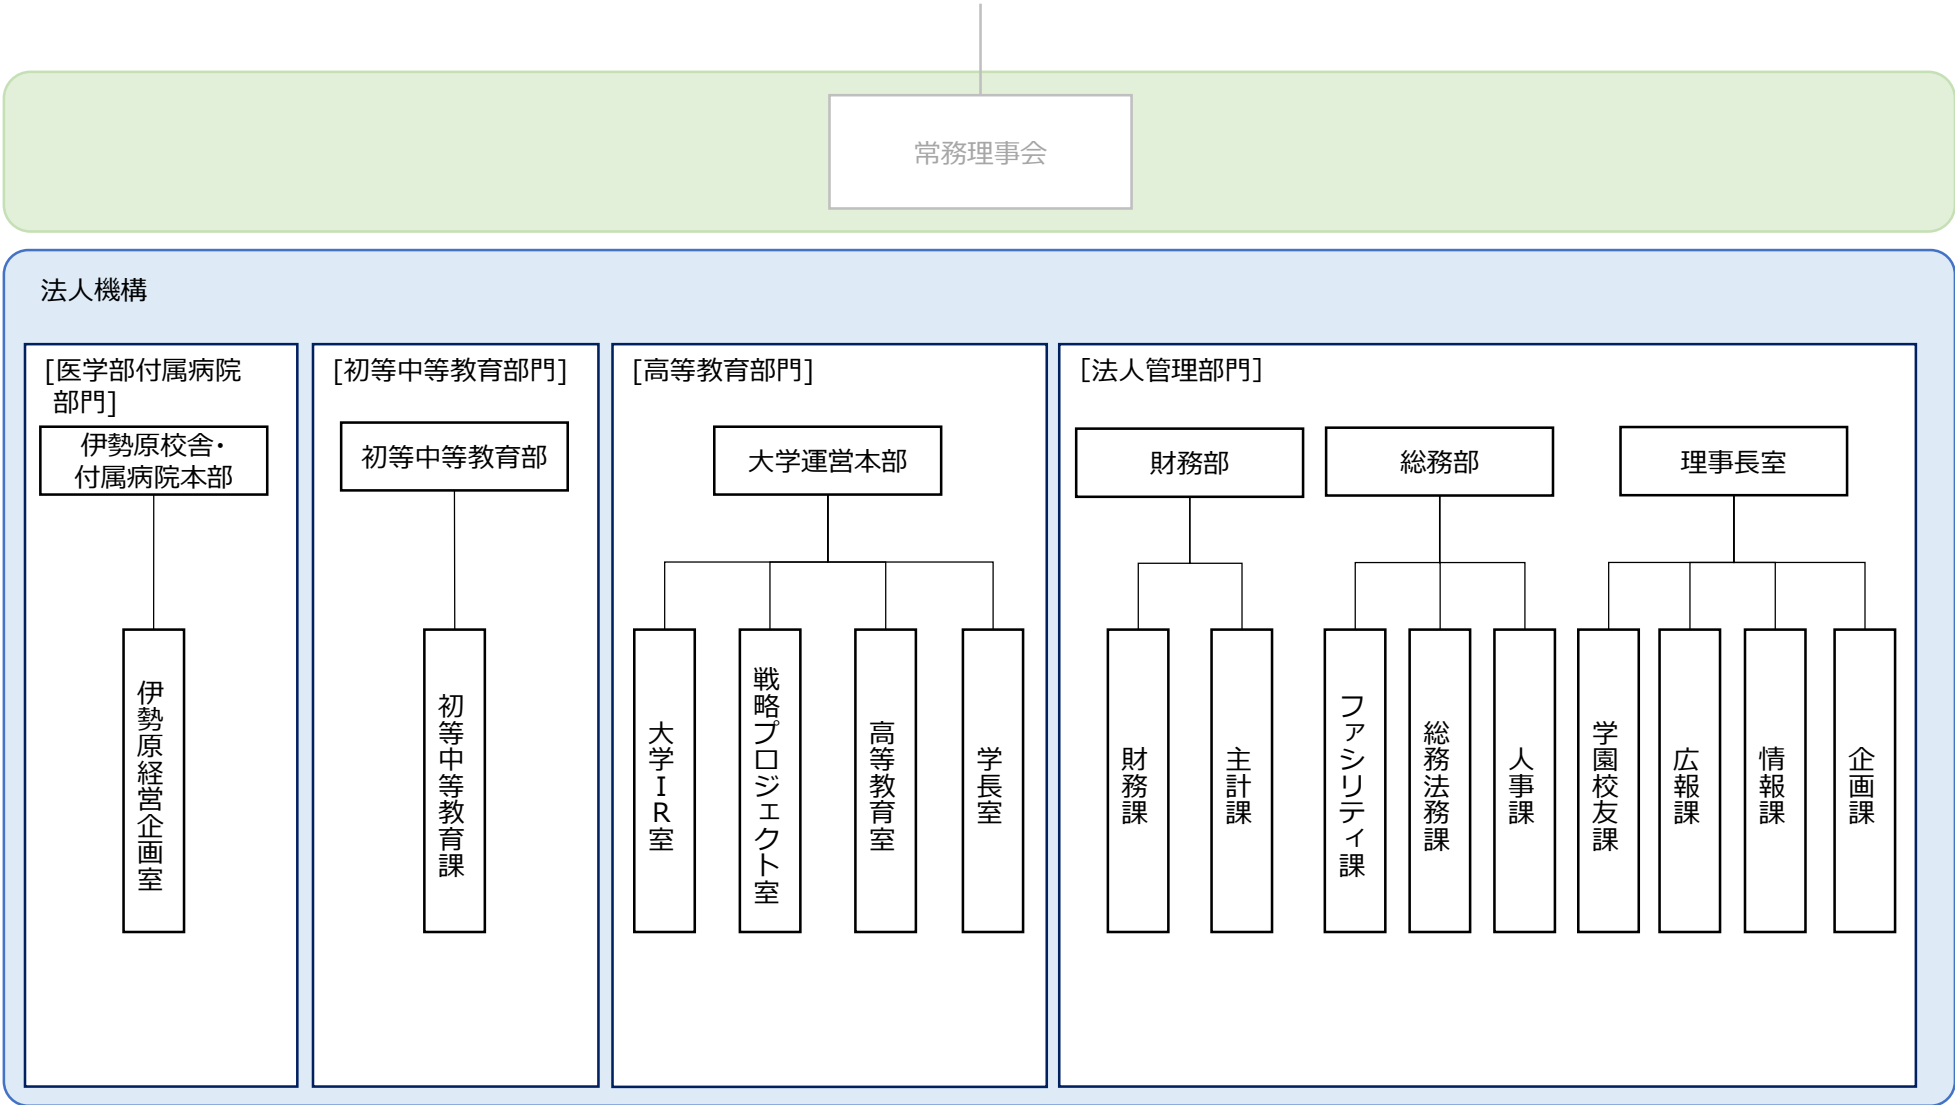 常務理事会
法人機構
[医学部付属病院
部門]
伊勢原校舎・
付属病院本部
伊勢原経営企画室
[初等中等教育部門]
初等中等教育部
初等中等教育課
[高等教育部門]
大学運営本部
大学IR室
戦略プロジェクト室
高等教育室
学長室
[法人管理部門]
財務部
財務課
主計課
総務部
ファシリティ課
総務法務課
人事課
理事長室
学園校友課
広報課
情報課
企画課